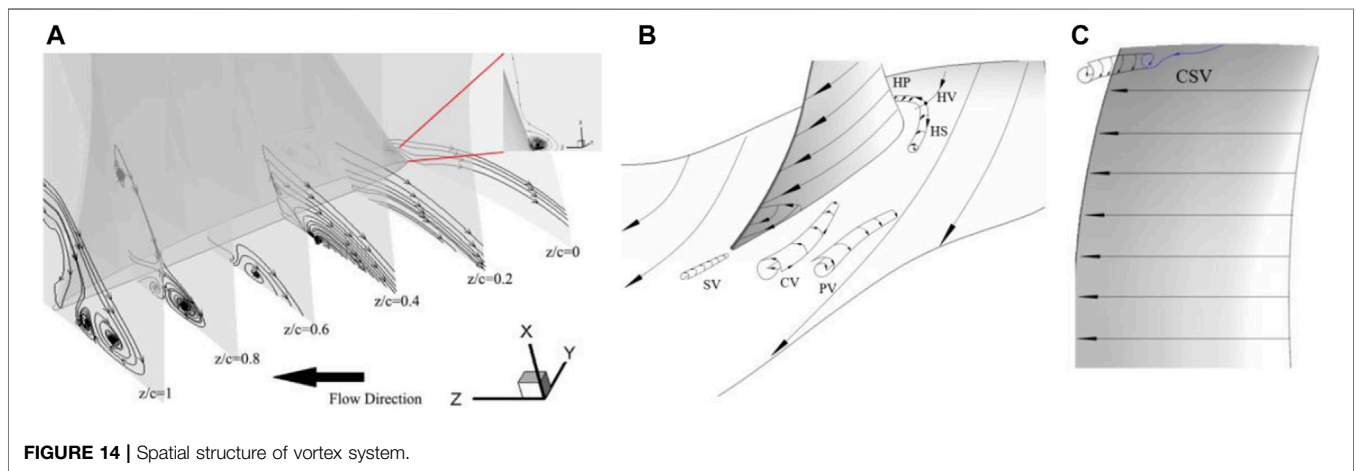 A
B
C
z/c=0
z/c=0.2
z/c=0.4
z/c=0.6
z/c=0.8
z/c=1
Flow Direction
X
Y
Z
HP
HV
HS
SV
CV
PV
CSV
FIGURE 14 | Spatial structure of vortex system.